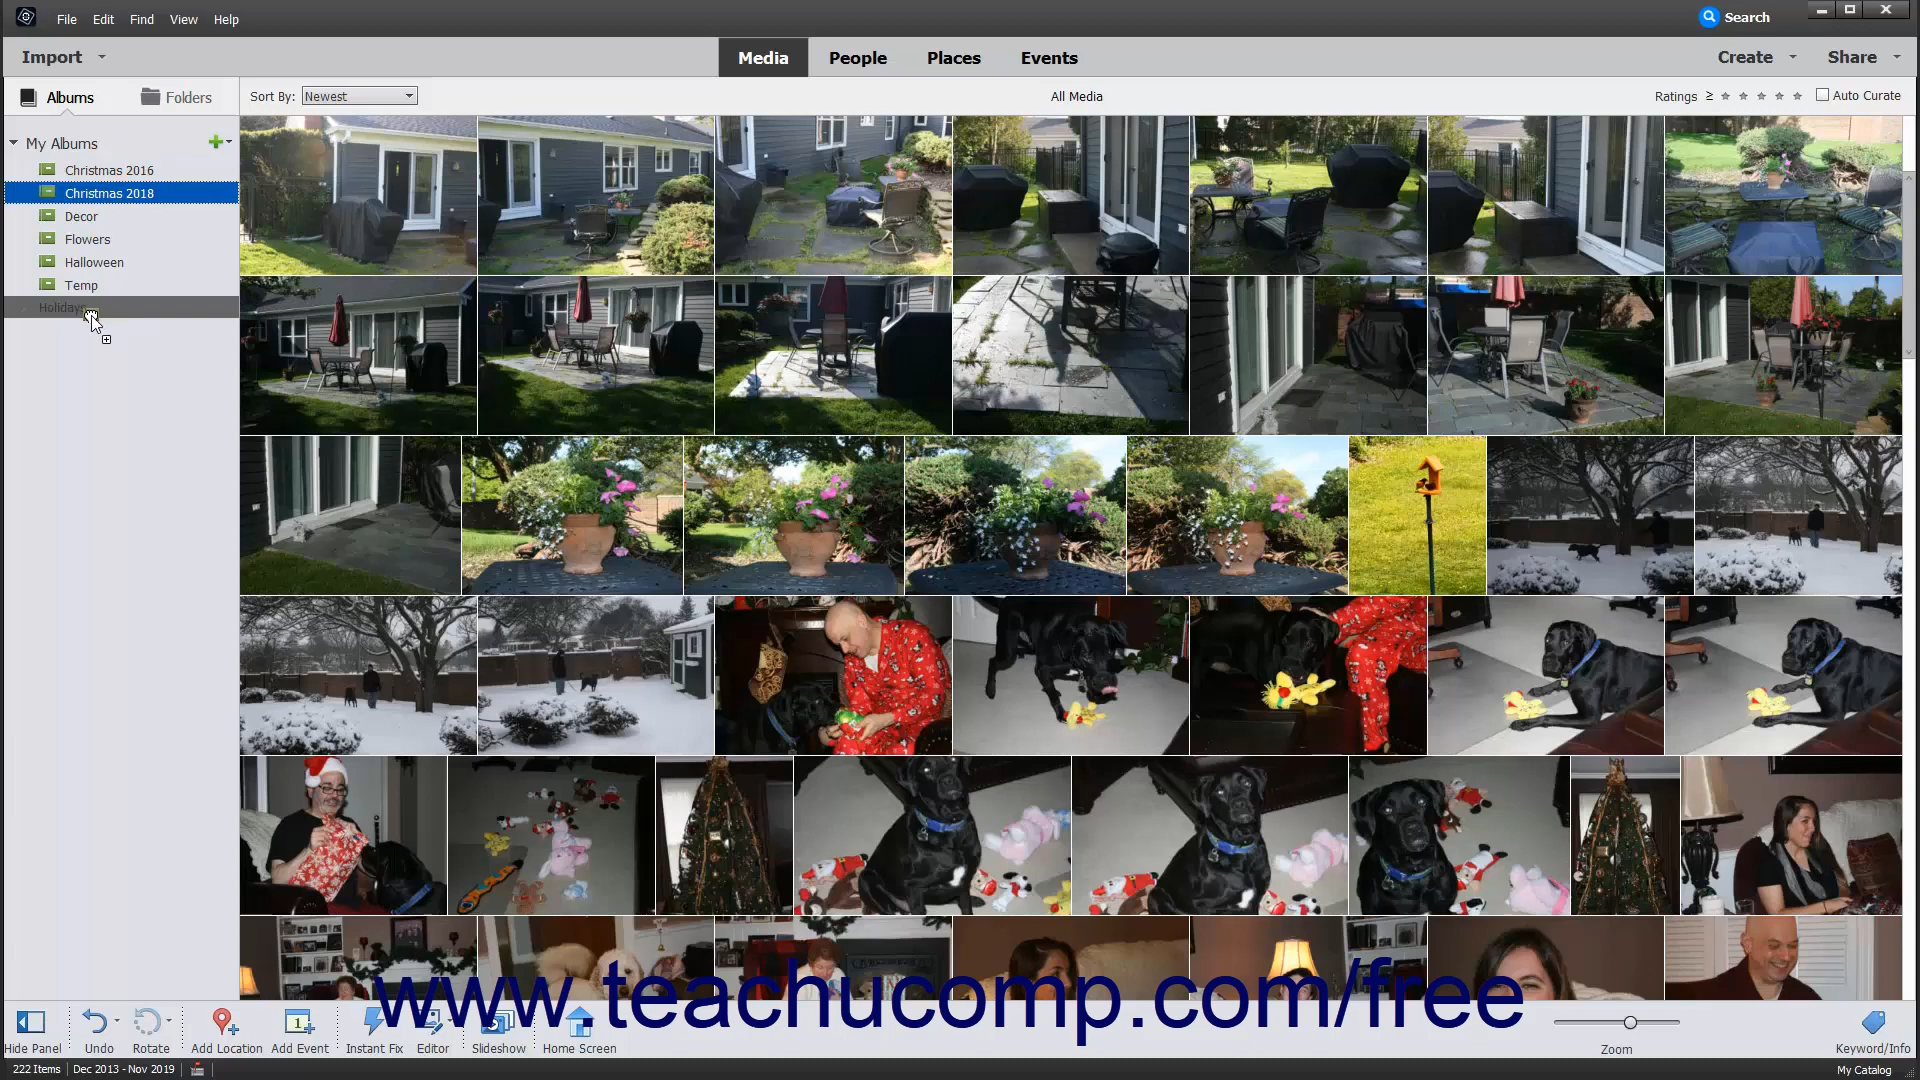 File Edit Find View Help Search
Import Media People Places Events Create Share
Albums Folders Sort By: Newest All Media Ratings ≥ Auto Curate
My Albums
Christmas 2016
Christmas 2018
Decor
Flowers
Halloween
Temp
Holidays
www.teachucomp.com/free
Hide Panel Undo Rotate Add Location Add Event Instant Fix Editor Slideshow Home Screen Zoom Keyword/Info
222 Items Dec 2013 - Nov 2019 My Catalog